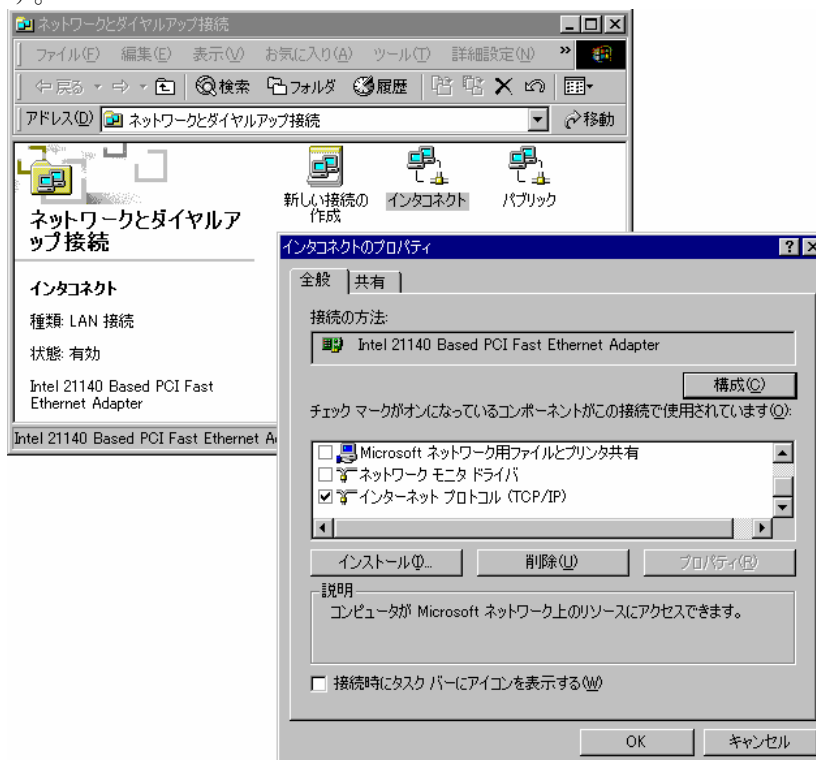 す。
ネットワークとダイヤルアップ接続
ファイル(F) 編集(E) 表示(V) お気に入り(A) ツール(T) 詳細設定(N) »
戻る 検索 フォルダ 履歴
アドレス(D) ネットワークとダイヤルアップ接続 移動
ネットワークとダイヤルア
ップ接続
新しい接続の
作成
インタコネクト
パブリック
インタコネクト
種類: LAN 接続
状態: 有効
Intel 21140 Based PCI Fast
Ethernet Adapter
Intel 21140 Based PCI Fast Ethernet A
インタコネクトのプロパティ
全般 共有
接続の方法:
Intel 21140 Based PCI Fast Ethernet Adapter
構成(C)
チェック マークがオンになっているコンポーネントがこの接続で使用されています(O):
Microsoft ネットワーク用ファイルとプリンタ共有
ネットワーク モニタ ドライバ
インターネット プロトコル (TCP/IP)
インストール(I)... 削除(U) プロパティ(R)
説明
コンピュータが Microsoft ネットワーク上のリソースにアクセスできます。
接続時にタスク バーにアイコンを表示する(W)
OK キャンセル